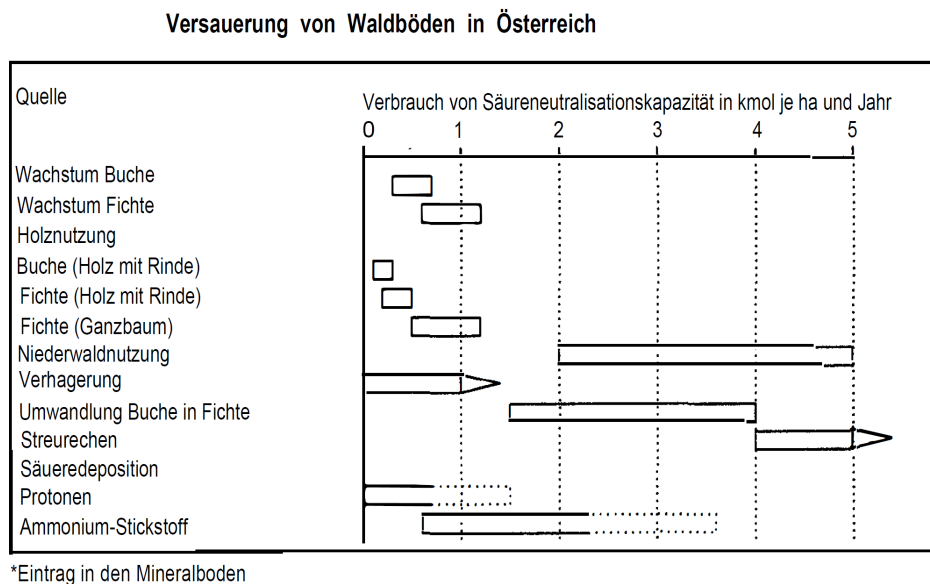 Versauerung von Waldböden in Österreich
Quelle
Verbrauch von Säureneutralisationskapazität in kmol je ha und Jahr
0 1 2 3 4 5
Wachstum Buche
Wachstum Fichte
Holznutzung
Buche (Holz mit Rinde)
Fichte (Holz mit Rinde)
Fichte (Ganzbaum)
Niederwaldnutzung
Verhagerung
Umwandlung Buche in Fichte
Streurechen
Säueredeposition
Protonen
Ammonium-Stickstoff
*Eintrag in den Mineralboden